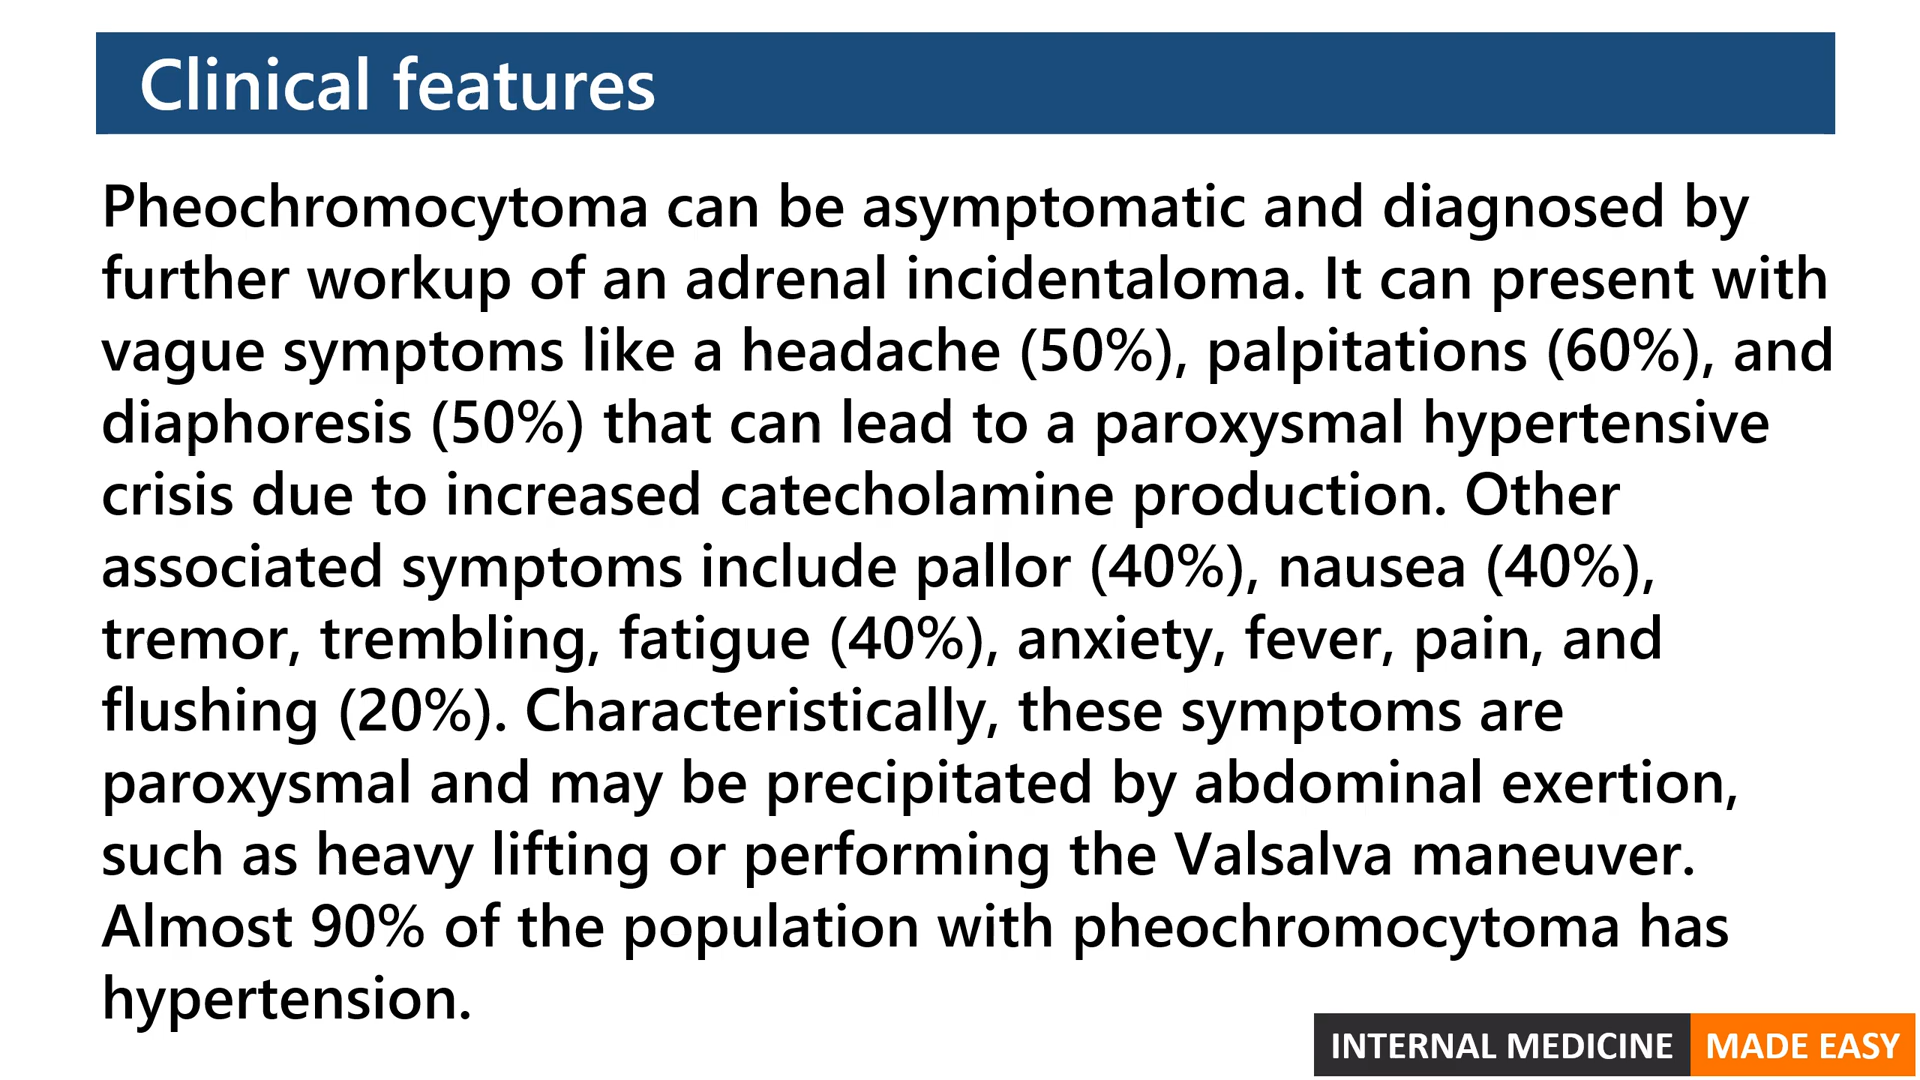 Clinical features
Pheochromocytoma can be asymptomatic and diagnosed by
further workup of an adrenal incidentaloma. It can present with
vague symptoms like a headache (50%), palpitations (60%), and
diaphoresis (50%) that can lead to a paroxysmal hypertensive
crisis due to increased catecholamine production. Other
associated symptoms include pallor (40%), nausea (40%),
tremor, trembling, fatigue (40%), anxiety, fever, pain, and
flushing (20%). Characteristically, these symptoms are
paroxysmal and may be precipitated by abdominal exertion,
such as heavy lifting or performing the Valsalva maneuver.
Almost 90% of the population with pheochromocytoma has
hypertension.
INTERNAL MEDICINE MADE EASY